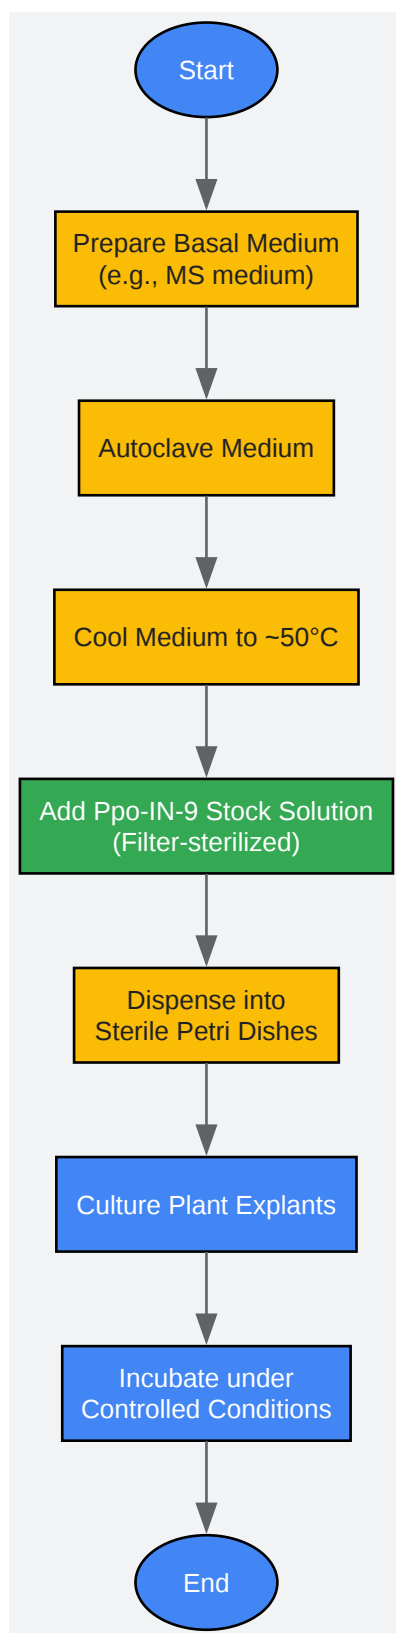 Start
Prepare Basal Medium
(e.g., MS medium)
Autoclave Medium
Cool Medium to ~50°C
Add Ppo-IN-9 Stock Solution
(Filter-sterilized)
Dispense into
Sterile Petri Dishes
Culture Plant Explants
Incubate under
Controlled Conditions
End